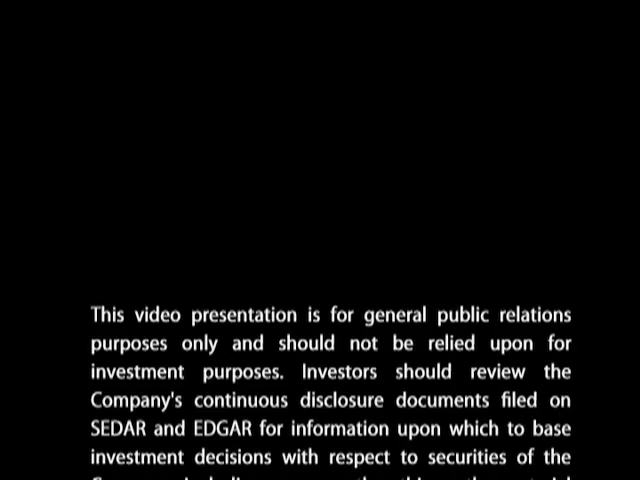 This video presentation is for general public relations
purposes only and should not be relied upon for
investment purposes. Investors should review the
Company's continuous disclosure documents filed on
SEDAR and EDGAR for information upon which to base
investment decisions with respect to securities of the